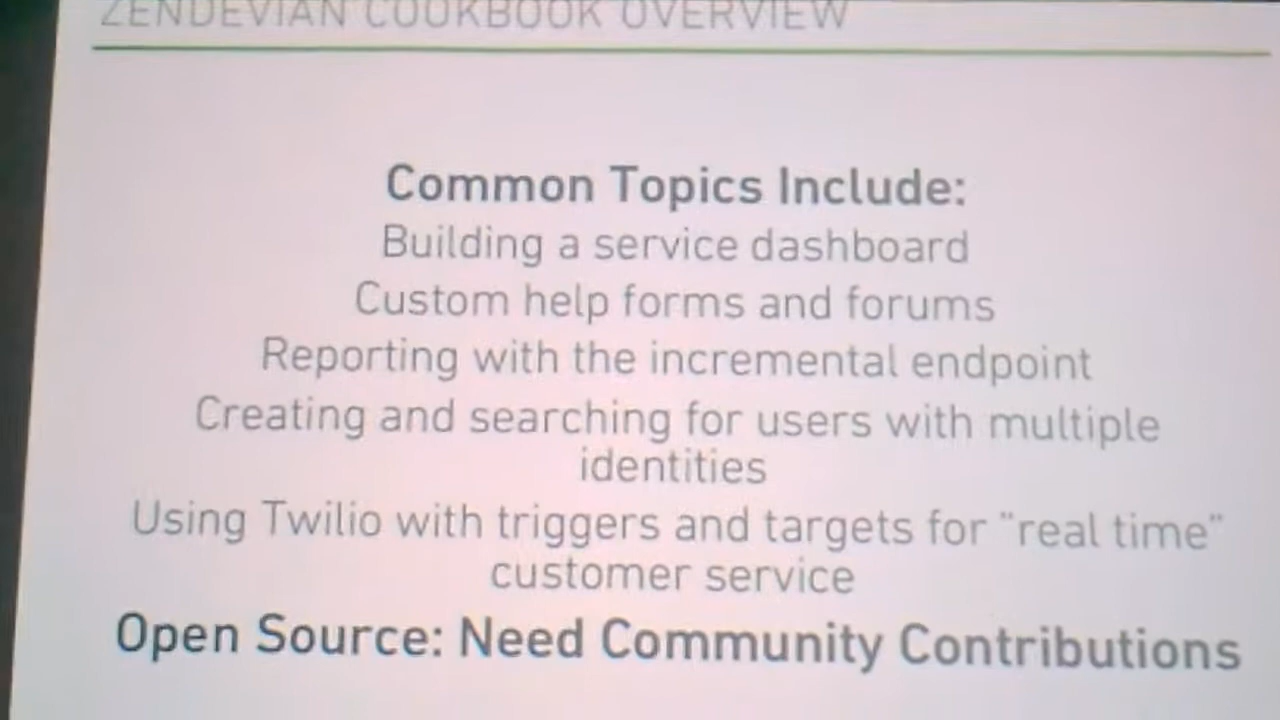 ZENDEVIAN COOKBOOK OVERVIEW
Common Topics Include:
Building a service dashboard
Custom help forms and forums
Reporting with the incremental endpoint
Creating and searching for users with multiple
identities
Using Twilio with triggers and targets for "real time"
customer service
Open Source: Need Community Contributions